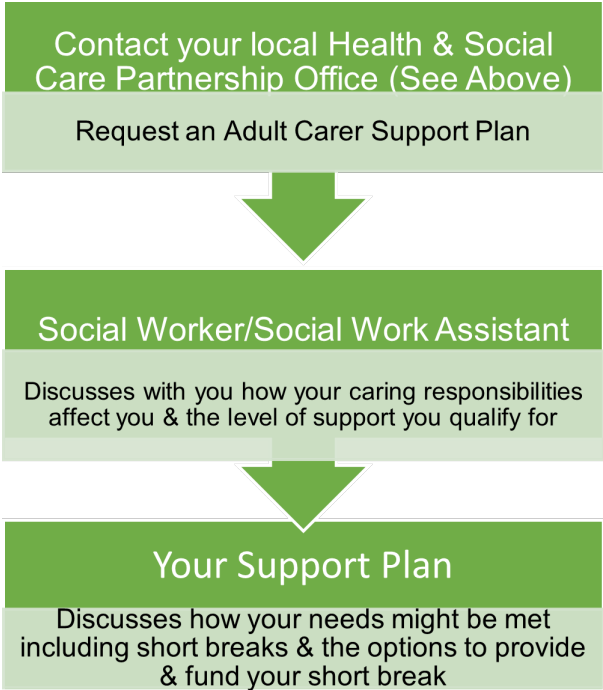 Contact your local Health & Social
Care Partnership Office (See Above)
Request an Adult Carer Support Plan
Social Worker/Social Work Assistant
Discusses with you how your caring responsibilities
affect you & the level of support you qualify for
Your Support Plan
Discusses how your needs might be met
including short breaks & the options to provide
& fund your short break